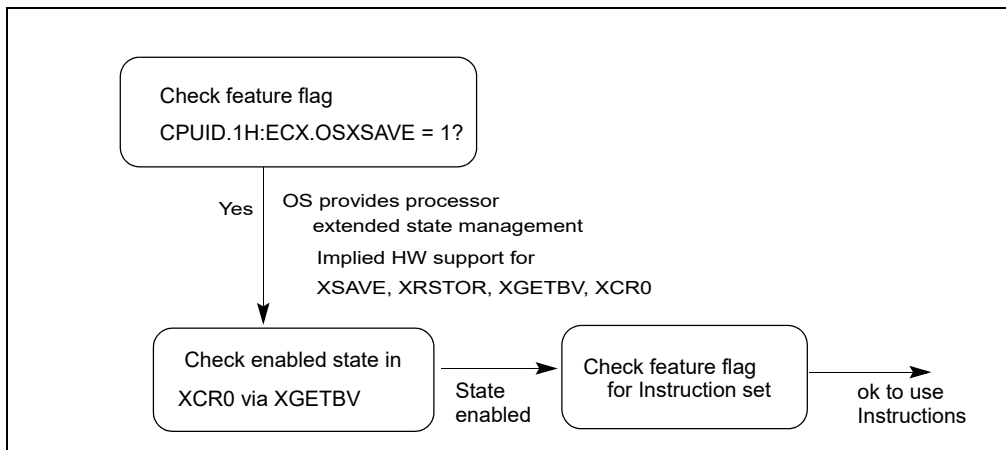 Check feature flag
CPUID.1H:ECX.OSXSAVE = 1?
Yes
OS provides processor
extended state management
Implied HW support for
XSAVE, XRSTOR, XGETBV, XCR0
Check enabled state in
XCR0 via XGETBV
State
enabled
Check feature flag
for Instruction set
ok to use
Instructions